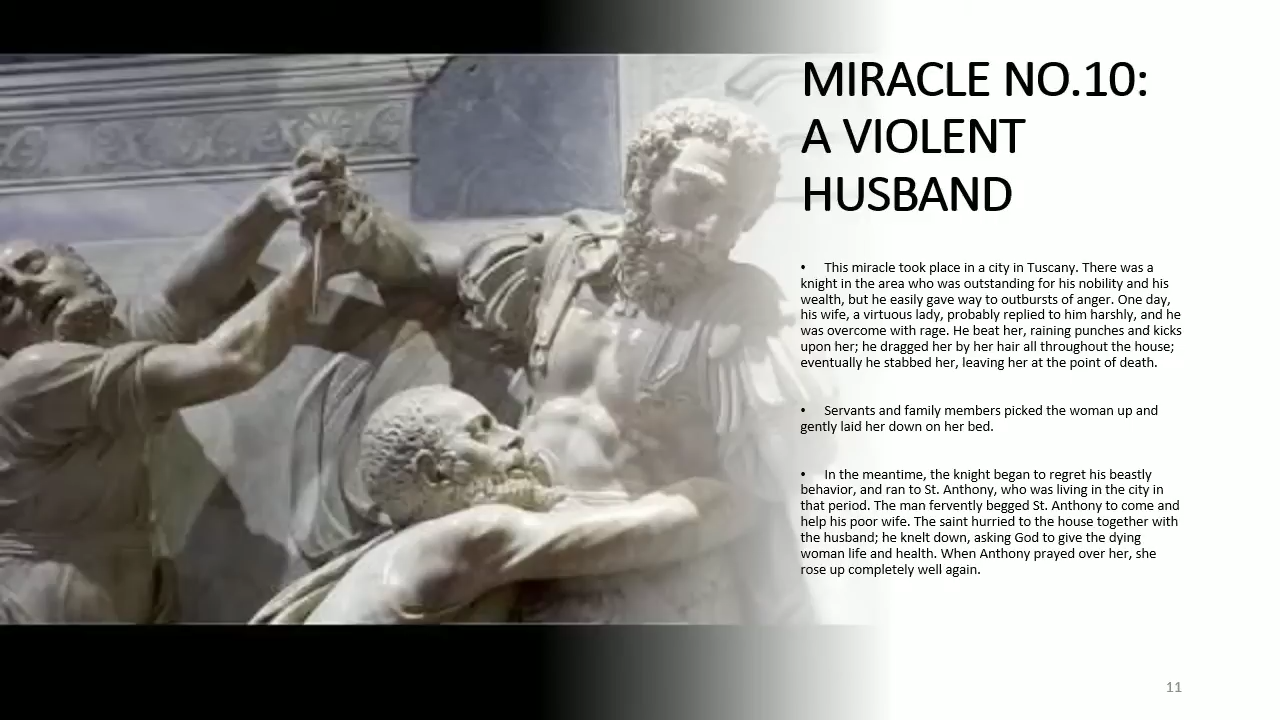 MIRACLE NO.10:
A VIOLENT
HUSBAND
• This miracle took place in a city in Tuscany. There was a
knight in the area who was outstanding for his nobility and his
wealth, but he easily gave way to outbursts of anger. One day,
his wife, a virtuous lady, probably replied to him harshly, and he
was overcome with rage. He beat her, raining punches and kicks
upon her; he dragged her by her hair all throughout the house;
eventually he stabbed her, leaving her at the point of death.
• Servants and family members picked the woman up and
gently laid her down on her bed.
• In the meantime, the knight began to regret his beastly
behavior, and ran to St. Anthony, who was living in the city in
that period. The man fervently begged St. Anthony to come and
help his poor wife. The saint hurried to the house together with
the husband; he knelt down, asking God to give the dying
woman life and health. When Anthony prayed over her, she
rose up completely well again.
11